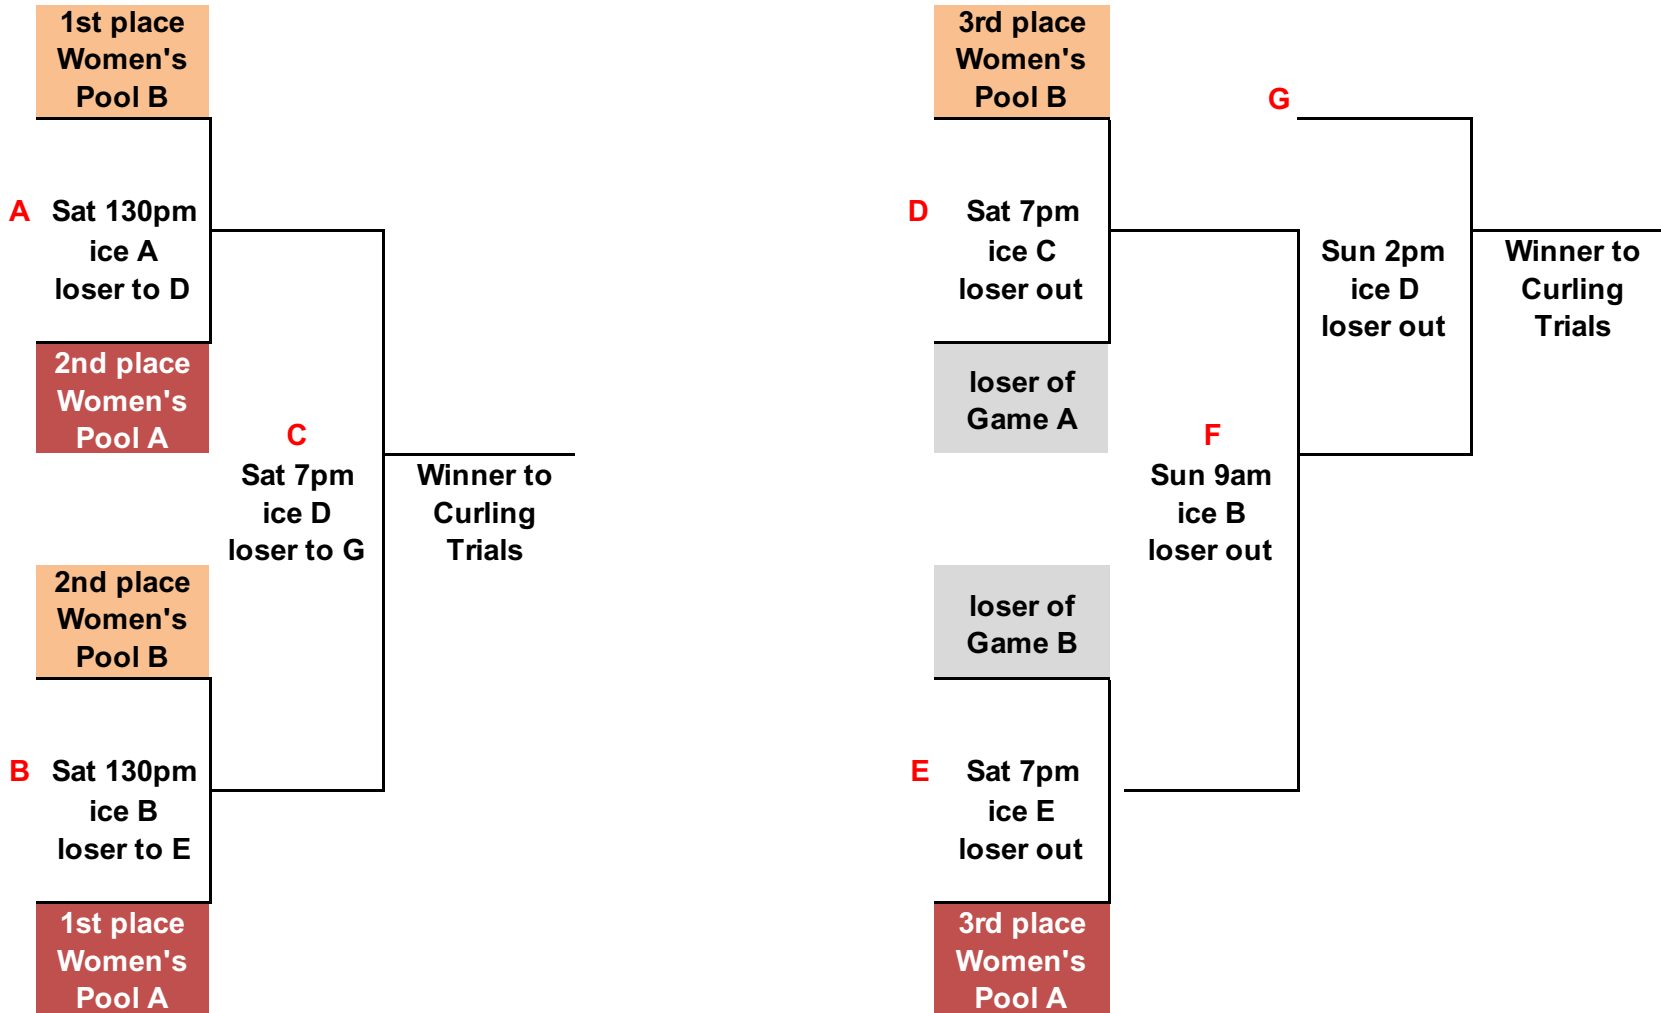 1st place
Women's
Pool B
A
Sat 130pm
ice A
loser to D
2nd place
Women's
Pool A
C
Sat 7pm
ice D
loser to G
Winner to
Curling
Trials
2nd place
Women's
Pool B
B
Sat 130pm
ice B
loser to E
1st place
Women's
Pool A
3rd place
Women's
Pool B
G
D
Sat 7pm
ice C
loser out
Sun 2pm
ice D
loser out
Winner to
Curling
Trials
loser of
Game A
F
Sun 9am
ice B
loser out
loser of
Game B
E
Sat 7pm
ice E
loser out
3rd place
Women's
Pool A